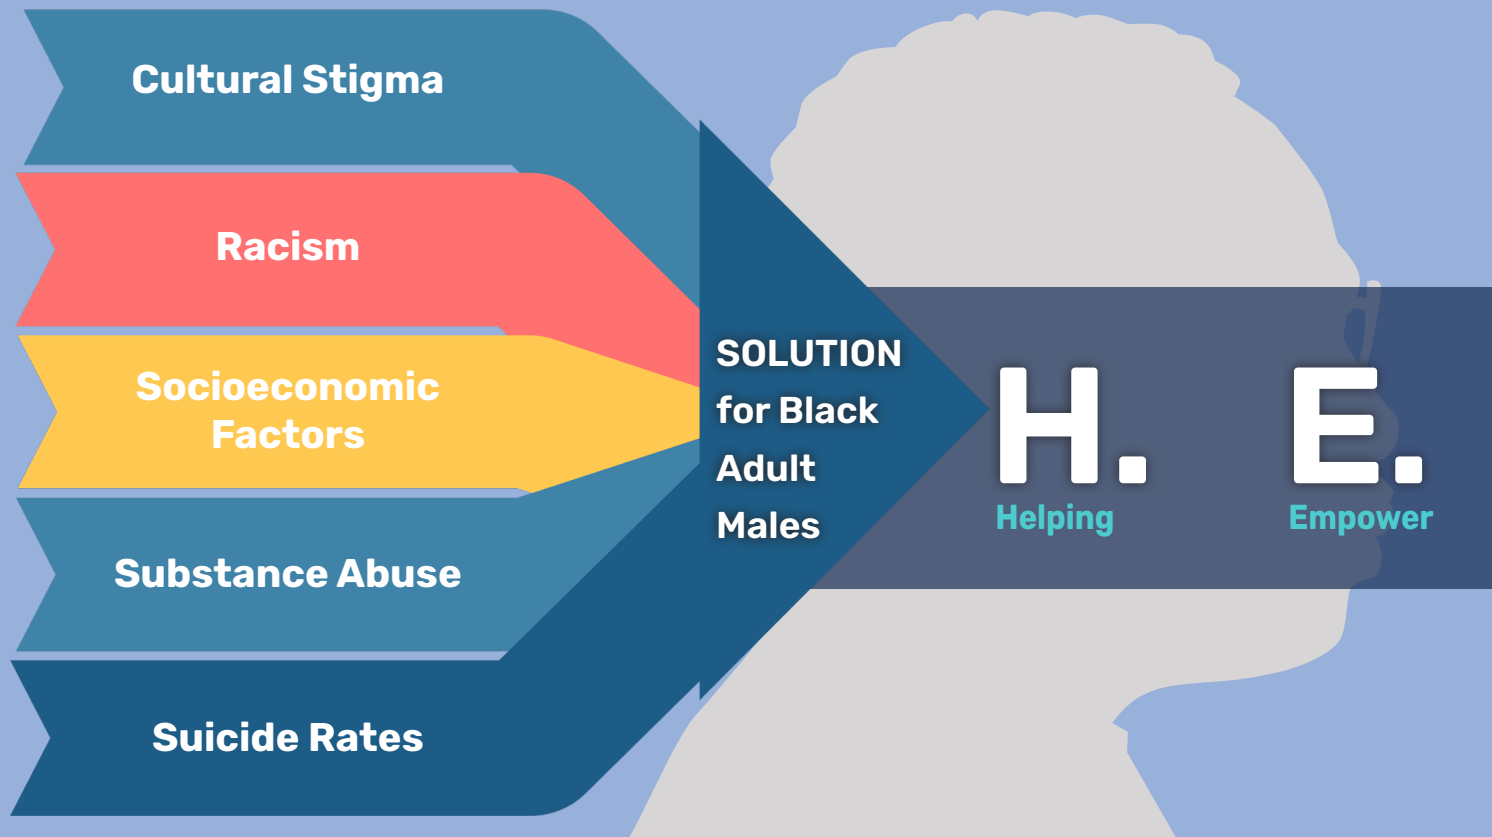 Cultural Stigma
Racism
Socioeconomic
Factors
Substance Abuse
Suicide Rates
SOLUTION
for Black
Adult
Males
H. E.
Helping Empower